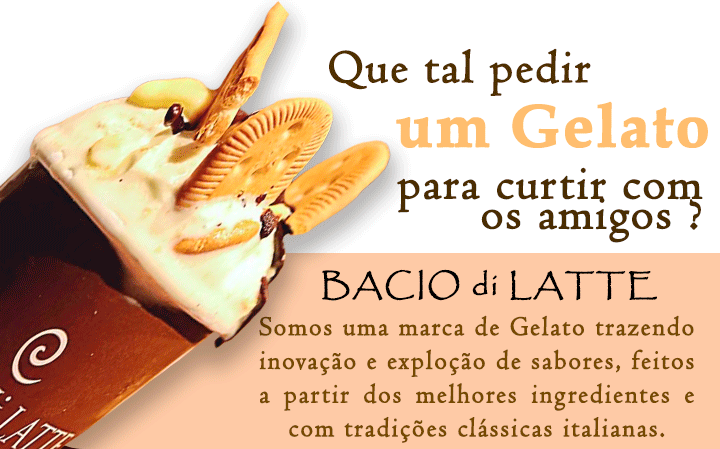 Que tal pedir
um Gelato
para curtir com
os amigos ?
BACIO di LATTE
Somos uma marca de Gelato trazendo
inovação e exploção de sabores, feitos
a partir dos melhores ingredientes e
com tradições clássicas italianas.
LATTE